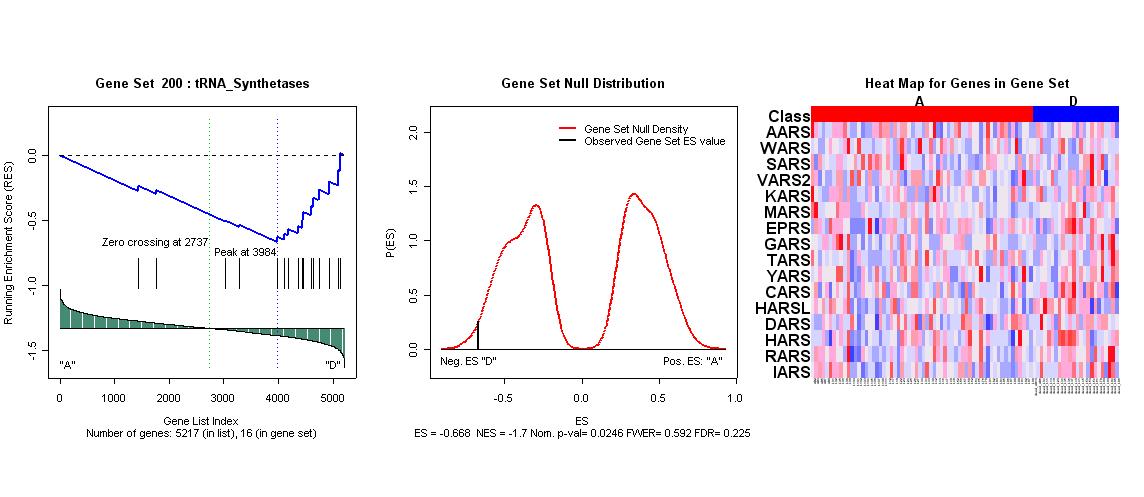 Gene Set  200 : tRNA_Synthetases
Running Enrichment Score (RES)
0.0
-0.5
-1.0
-1.5
Zero crossing at 2737
Peak at 3984
"A"
"D"
0 1000 2000 3000 4000 5000
Gene List Index
Number of genes: 5217 (in list), 16 (in gene set)
Gene Set Null Distribution
P(ES)
2.0
1.5
1.0
0.5
0.0
Gene Set Null Density
Observed Gene Set ES value
Neg. ES "D"
Pos. ES: "A"
-0.5 0.0 0.5 1.0
ES
ES = -0.668  NES = -1.7 Nom. p-val= 0.0246 FWER= 0.592 FDR= 0.225
Heat Map for Genes in Gene Set
A D
Class
AARS
WARS
SARS
VARS2
KARS
MARS
EPRS
GARS
TARS
YARS
CARS
HARSL
DARS
HARS
RARS
IARS